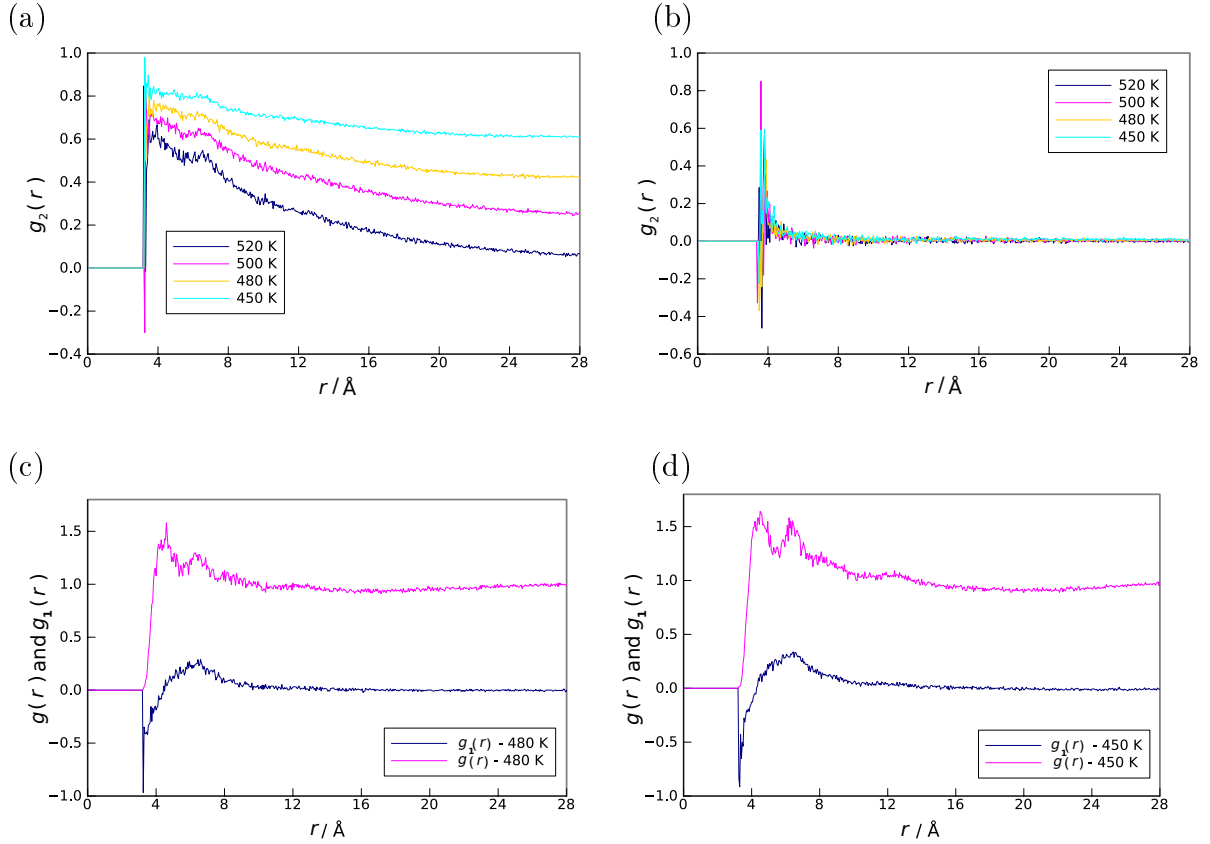 (a)
1.0
0.8
0.6
0.4
0.2
0.0
−0.2
−0.4
g₂(r)
520 K
500 K
480 K
450 K
0 4 8 12 16 20 24 28
r / Å
(b)
1.0
0.8
0.6
0.4
0.2
0.0
−0.2
−0.4
−0.6
g₂(r)
520 K
500 K
480 K
450 K
0 4 8 12 16 20 24 28
r / Å
(c)
1.5
1.0
0.5
0.0
−0.5
−1.0
g(r) and g₁(r)
g₁(r) - 480 K
g(r) - 480 K
0 4 8 12 16 20 24 28
r / Å
(d)
1.5
1.0
0.5
0.0
−0.5
−1.0
g(r) and g₁(r)
g₁(r) - 450 K
g(r) - 450 K
0 4 8 12 16 20 24 28
r / Å